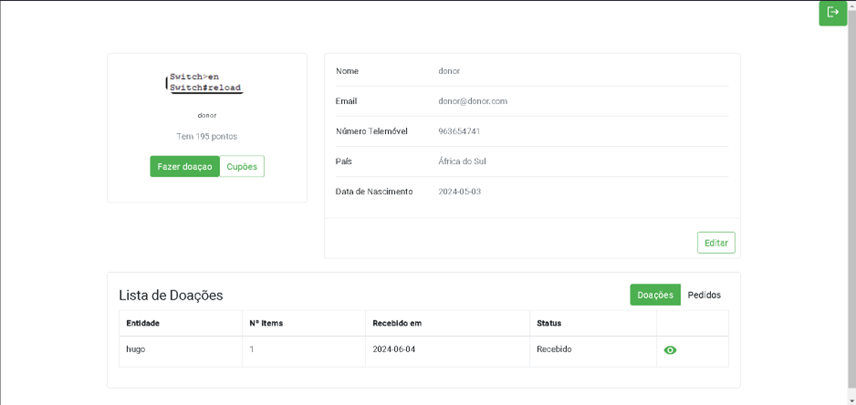 Switch>en
Switch#reload
donor
Tem 195 pontos
Fazer doaçao Cupões
Nome donor
Email donor@donor.com
Número Telemóvel 963654741
País África do Sul
Data de Nascimento 2024-05-03
Editar
Lista de Doações
Doações Pedidos
Entidade Nº Items Recebido em Status
hugo 1 2024-06-04 Recebido